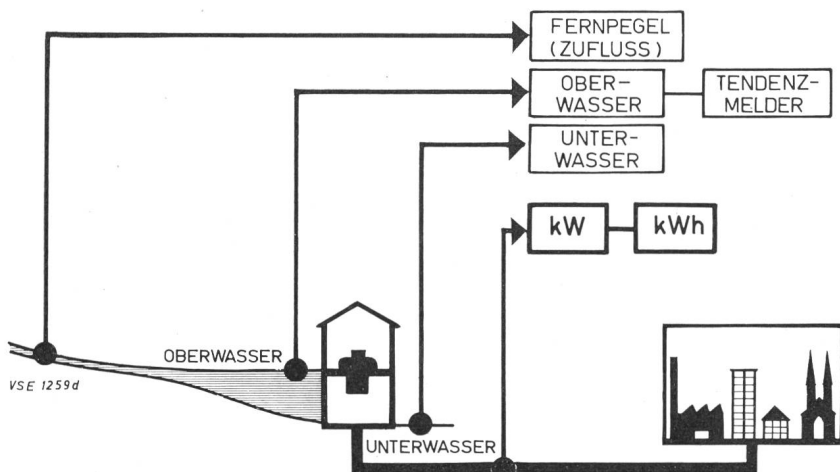 FERNPEGEL
(ZUFLUSS)
OBER-
WASSER
TENDENZ-
MELDER
UNTER-
WASSER
kW
kWh
OBERWASSER
VSE 1259d
UNTERWASSER